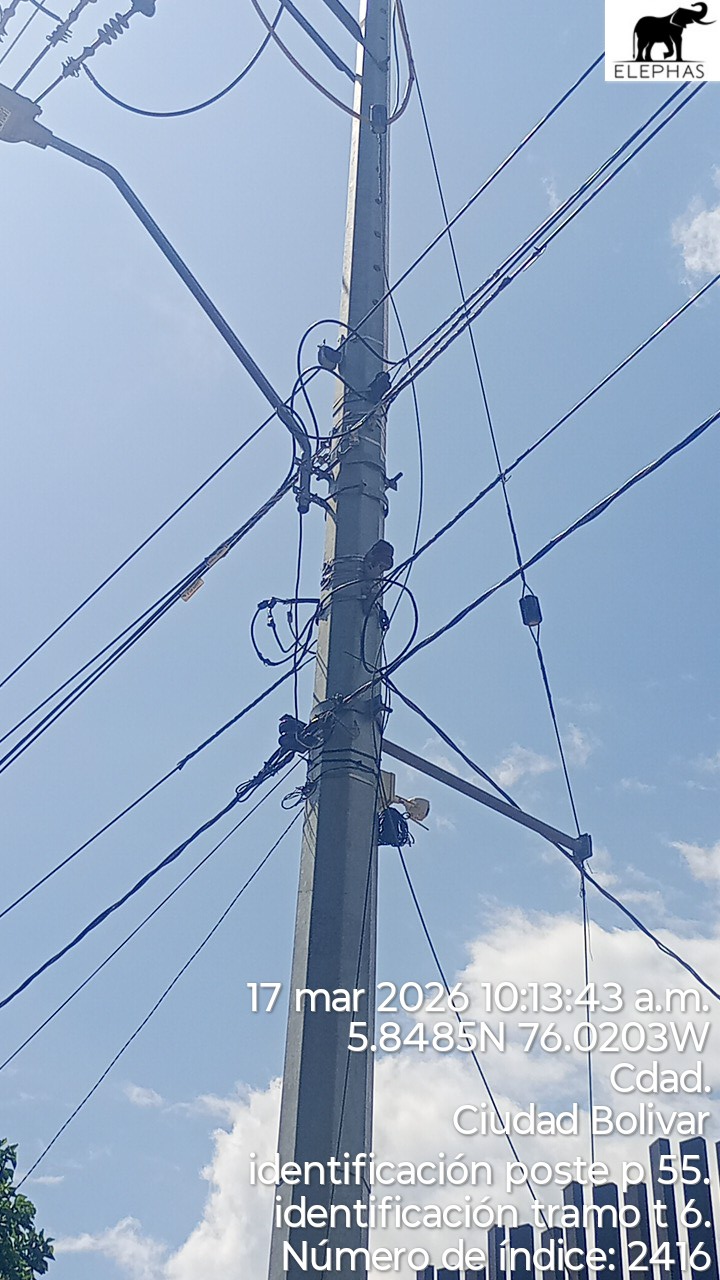 ELEPHAS
17 mar 2026 10:13:43 a.m.
5.8485N 76.0203W
Cdad.
Ciudad Bolivar
identificación poste p 55.
identificación tramo t 6.
Número de índice: 2416